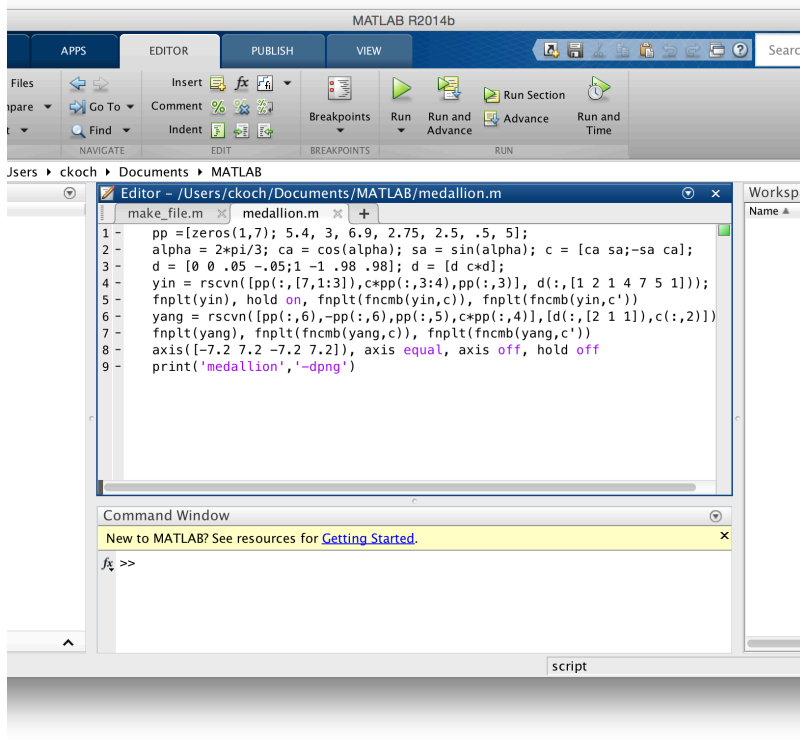 MATLAB R2014b
APPS EDITOR PUBLISH VIEW
Searc
Files Insert fx fi
npare Go To Comment % Breakpoints Run Run and Advance Run Section Advance Run and Time
t Find Indent
NAVIGATE EDIT BREAKPOINTS RUN
Jsers ▸ ckoch ▸ Documents ▸ MATLAB
Editor – /Users/ckoch/Documents/MATLAB/medallion.m
Worksp
make_file.m × medallion.m × +
Name
1 – pp =[zeros(1,7); 5.4, 3, 6.9, 2.75, 2.5, .5, 5];
2 – alpha = 2*pi/3; ca = cos(alpha); sa = sin(alpha); c = [ca sa;-sa ca];
3 – d = [0 0 .05 -.05;1 -1 .98 .98]; d = [d c*d];
4 – yin = rscvn([pp(:,[7,1:3]),c*pp(:,3:4),pp(:,3)], d(:,[1 2 1 4 7 5 1]));
5 – fnplt(yin), hold on, fnplt(fncmb(yin,c)), fnplt(fncmb(yin,c'))
6 – yang = rscvn([pp(:,6),-pp(:,6),pp(:,5),c*pp(:,4)],[d(:,[2 1 1]),c(:,2)])
7 – fnplt(yang), fnplt(fncmb(yang,c)), fnplt(fncmb(yang,c'))
8 – axis([-7.2 7.2 -7.2 7.2]), axis equal, axis off, hold off
9 – print('medallion','-dpng')
Command Window
New to MATLAB? See resources for Getting Started.
fx >>
script